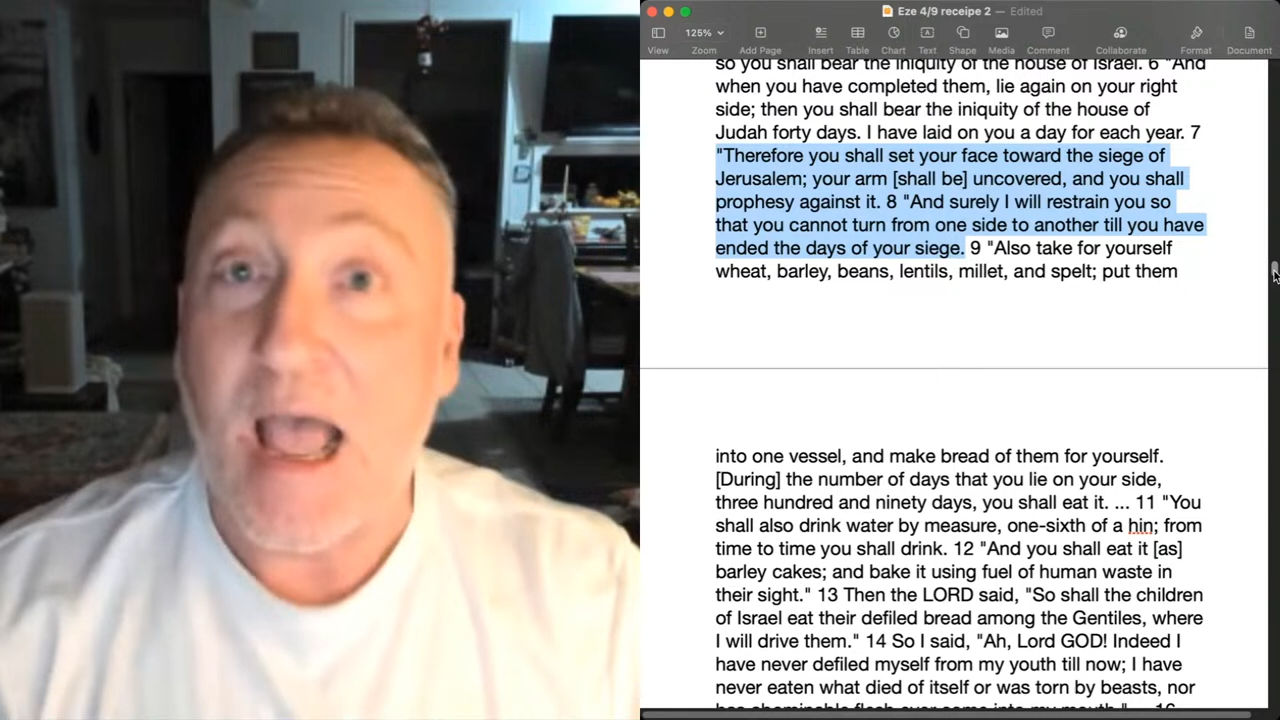 Eze 4/9 receipe 2 — Edited
125%
View Zoom Add Page Insert Table Chart Text Shape Media Comment Collaborate Format Document
so you shall bear the iniquity of the house of Israel. 6 "And
when you have completed them, lie again on your right
side; then you shall bear the iniquity of the house of
Judah forty days. I have laid on you a day for each year. 7
"Therefore you shall set your face toward the siege of
Jerusalem; your arm [shall be] uncovered, and you shall
prophesy against it. 8 "And surely I will restrain you so
that you cannot turn from one side to another till you have
ended the days of your siege. 9 "Also take for yourself
wheat, barley, beans, lentils, millet, and spelt; put them
into one vessel, and make bread of them for yourself.
[During] the number of days that you lie on your side,
three hundred and ninety days, you shall eat it. ... 11 "You
shall also drink water by measure, one-sixth of a hin; from
time to time you shall drink. 12 "And you shall eat it [as]
barley cakes; and bake it using fuel of human waste in
their sight." 13 Then the LORD said, "So shall the children
of Israel eat their defiled bread among the Gentiles, where
I will drive them." 14 So I said, "Ah, Lord GOD! Indeed I
have never defiled myself from my youth till now; I have
never eaten what died of itself or was torn by beasts, nor
has abominable flesh ever come into my mouth." ... 16